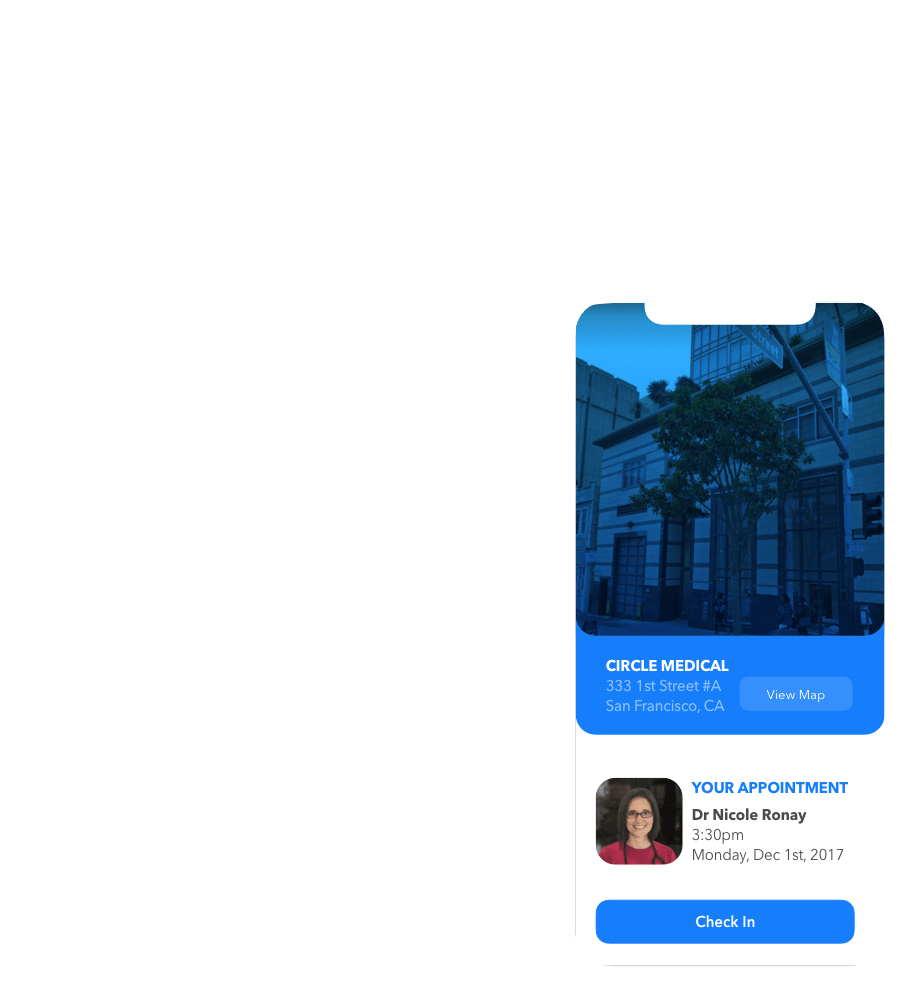 Street
CIRCLE MEDICAL
333 1st Street #A
San Francisco, CA
View Map
YOUR APPOINTMENT
Dr Nicole Ronay
3:30pm
Monday, Dec 1st, 2017
Check In